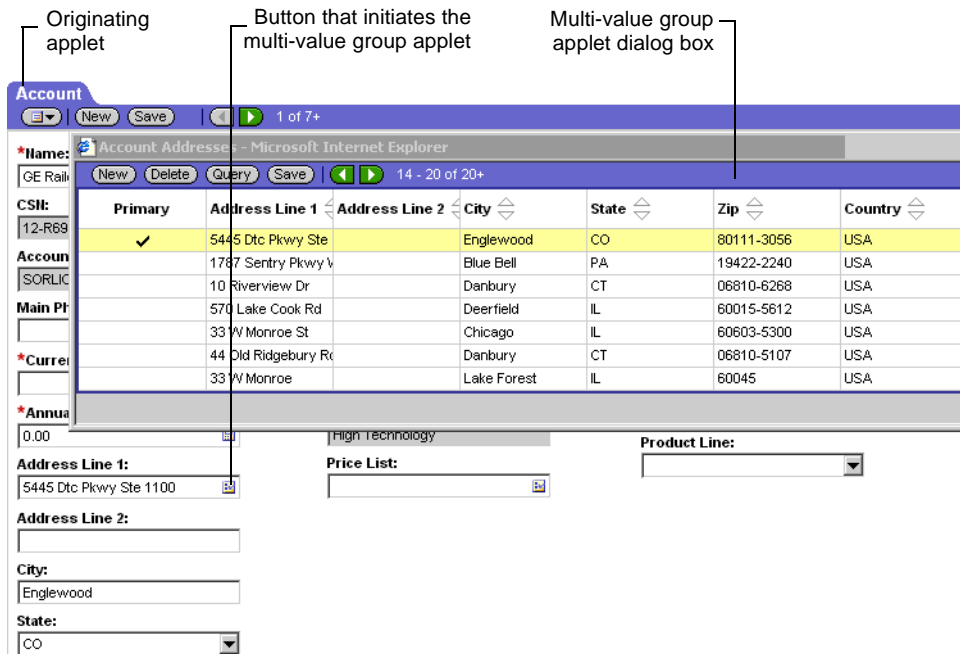 Originating applet
Button that initiates the multi-value group applet
Multi-value group applet dialog box
Account
New Save 1 of 7+
*Name:
GE Raile
CSN:
12-R69
Accoun
SORLIC
Main Ph
*Curre
*Annua
0.00
Account Addresses - Microsoft Internet Explorer
New Delete Query Save 14 - 20 of 20+
Primary Address Line 1 Address Line 2 City State Zip Country
✓ 5445 Dtc Pkwy Ste Englewood CO 80111-3056 USA
1787 Sentry Pkwy W Blue Bell PA 19422-2240 USA
10 Riverview Dr Danbury CT 06810-6268 USA
570 Lake Cook Rd Deerfield IL 60015-5612 USA
33 W Monroe St Chicago IL 60603-5300 USA
44 Old Ridgebury Rd Danbury CT 06810-5107 USA
33 W Monroe Lake Forest IL 60045 USA
High Technology
Product Line:
Address Line 1:
5445 Dtc Pkwy Ste 1100
Price List:
Address Line 2:
City:
Englewood
State:
CO